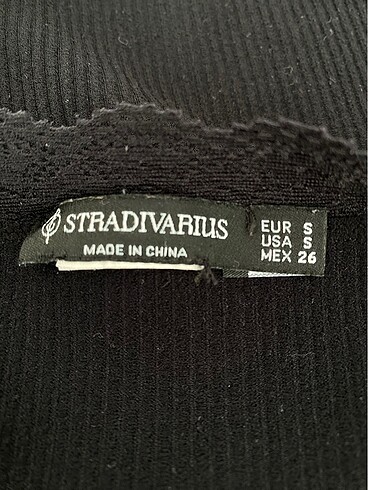 STRADIVARIUS
MADE IN CHINA
EUR S
USA S
MEX 26